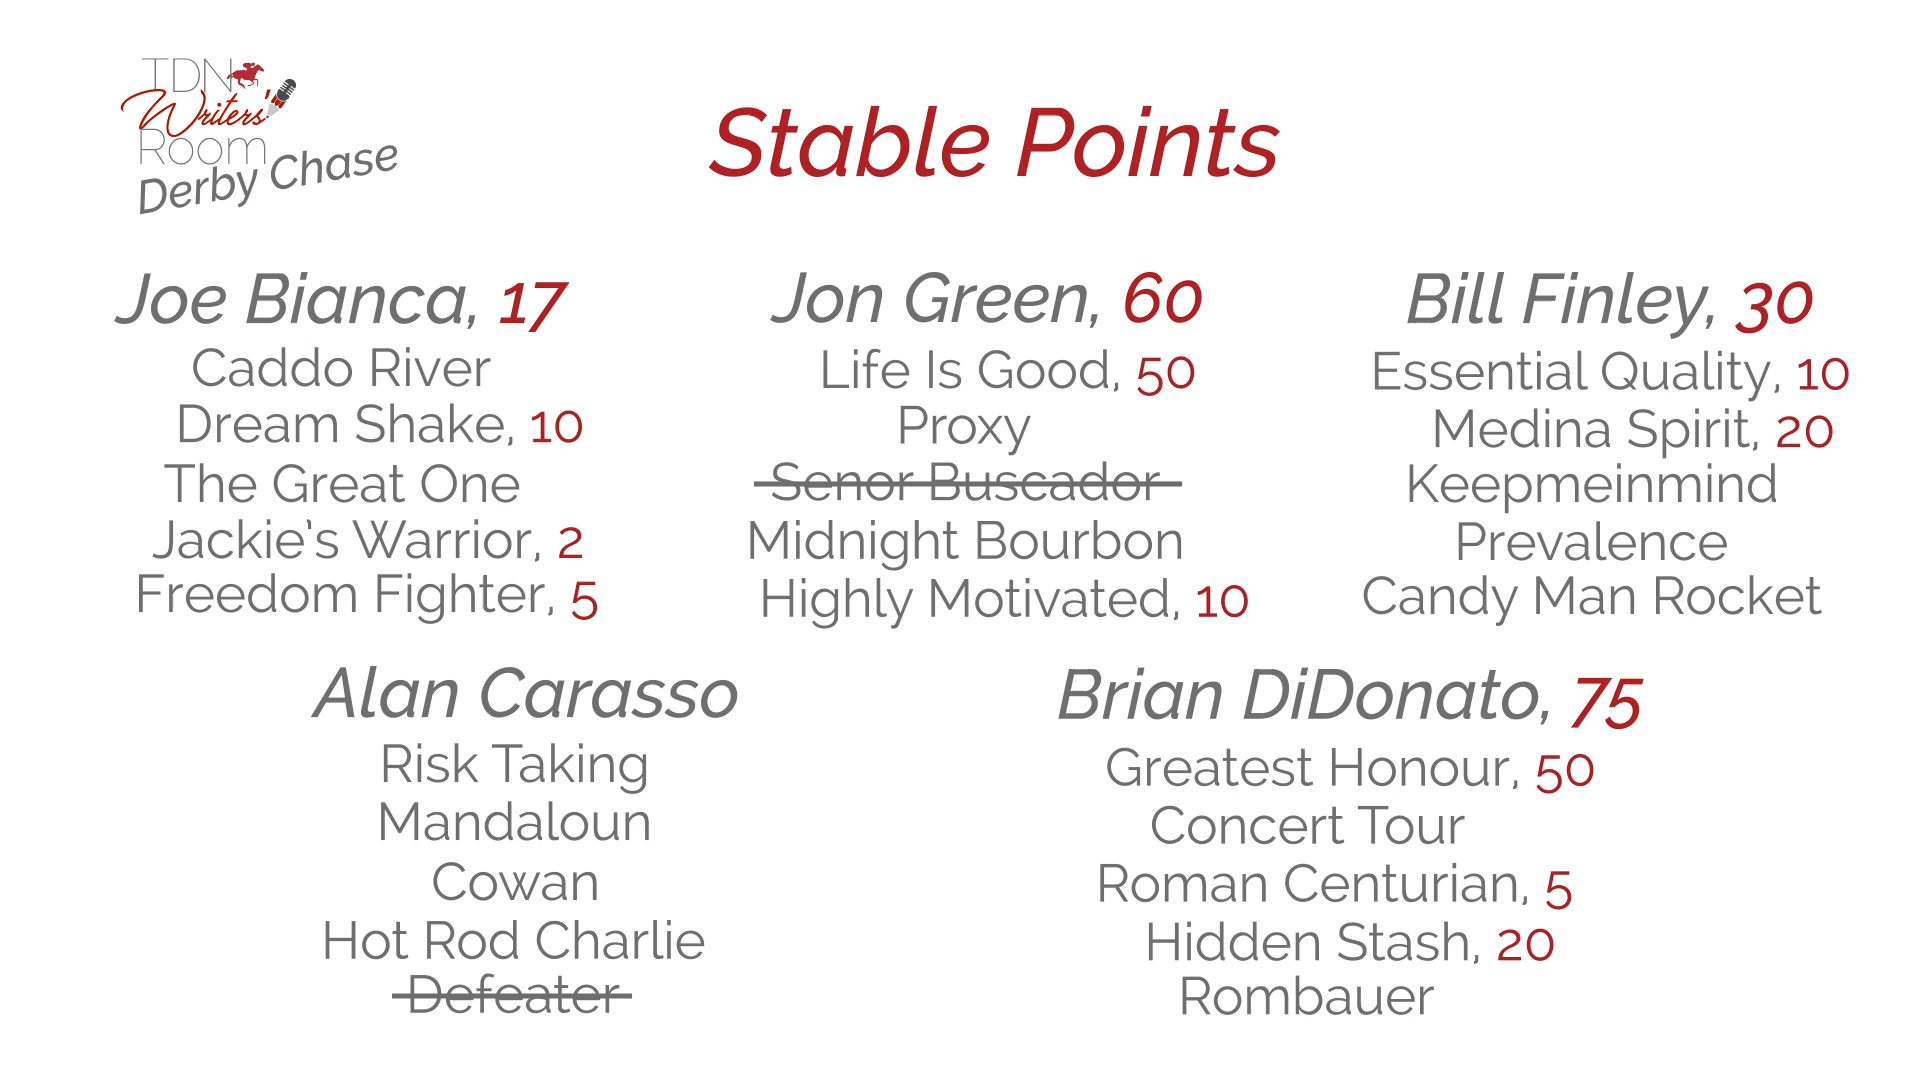 TDN
Writers'
Room
Derby Chase
Stable Points
Joe Bianca, 17
Caddo River
Dream Shake, 10
The Great One
Jackie's Warrior, 2
Freedom Fighter, 5
Jon Green, 60
Life Is Good, 50
Proxy
Senor Buscador
Midnight Bourbon
Highly Motivated, 10
Bill Finley, 30
Essential Quality, 10
Medina Spirit, 20
Keepmeinmind
Prevalence
Candy Man Rocket
Alan Carasso
Risk Taking
Mandaloun
Cowan
Hot Rod Charlie
Defeater
Brian DiDonato, 75
Greatest Honour, 50
Concert Tour
Roman Centurian, 5
Hidden Stash, 20
Rombauer